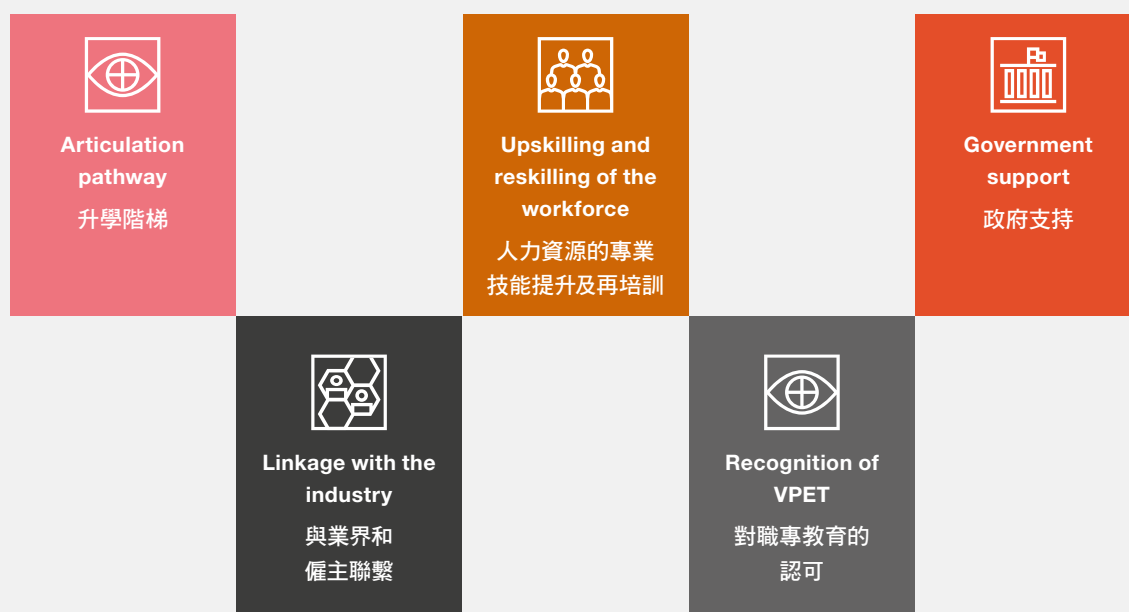 Articulation
pathway
升學階梯
Linkage with the
industry
與業界和
僱主聯繫
Upskilling and
reskilling of the
workforce
人力資源的專業
技能提升及再培訓
Recognition of
VPET
對職專教育的
認可
Government
support
政府支持